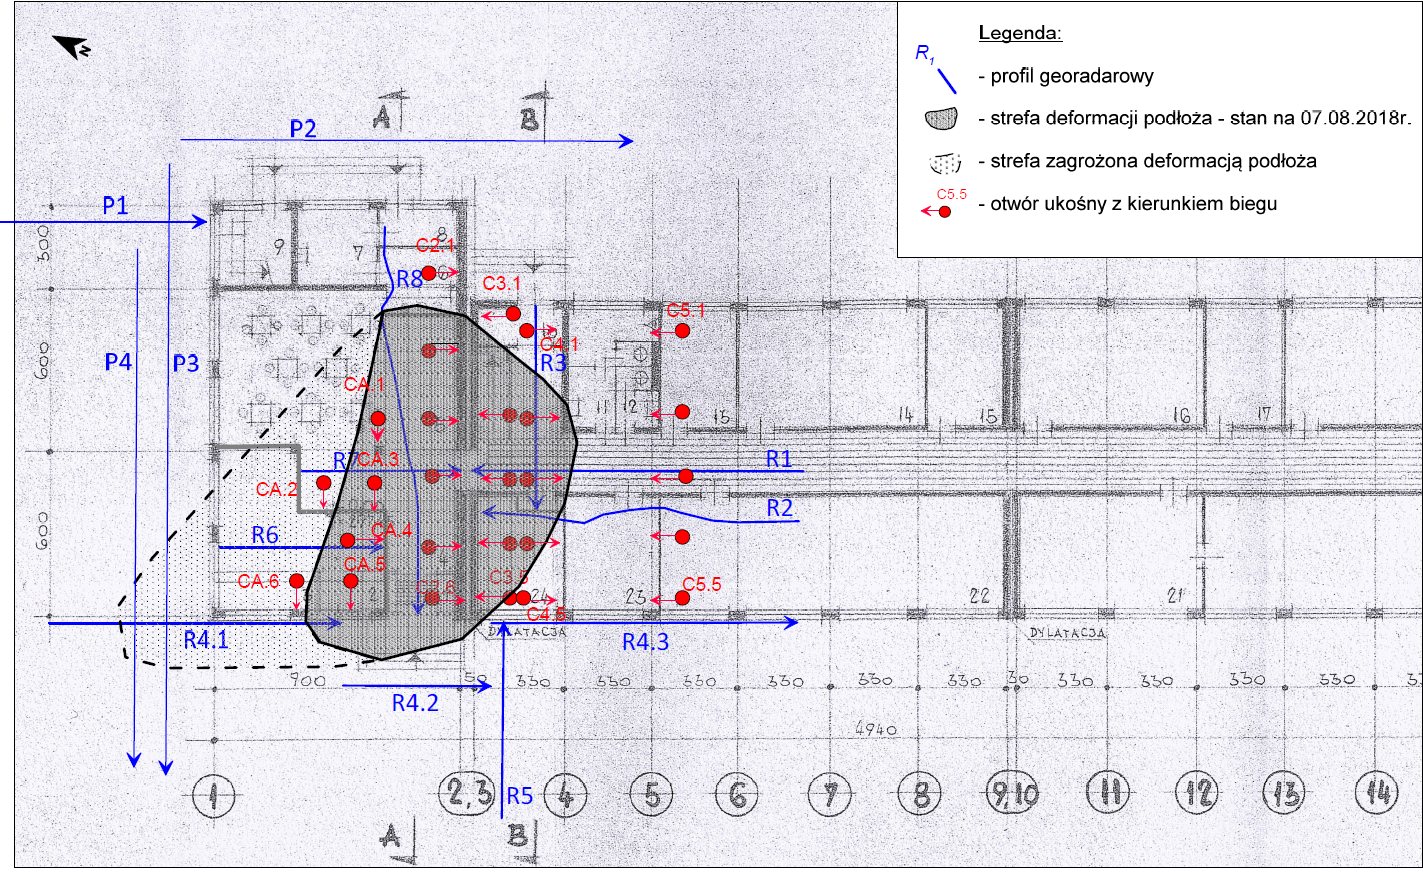 Legenda:
R1
- profil georadarowy
- strefa deformacji podłoża - stan na 07.08.2018r.
- strefa zagrożona deformacją podłoża
C5.5
- otwór ukośny z kierunkiem biegu
N
A
B
P2
P1
9
7
8
C2.1
R8
C3.1
300
C4.1
C5.1
R3
P4
P3
600
CA.1
11
12
13
14
15
16
17
R7
CA.3
R1
CA.2
R2
CA.4
R6
600
CA.5
CA.6
C3.5
C4.5
24
23
C5.5
22
21
R4.1
DYLATACJA
R4.3
DYLATACJA
900
50
330
330
330
330
330
30
330
330
330
330
R4.2
4940
1
2,3
R5
4
5
6
7
8
9,10
11
12
13
14
A
B